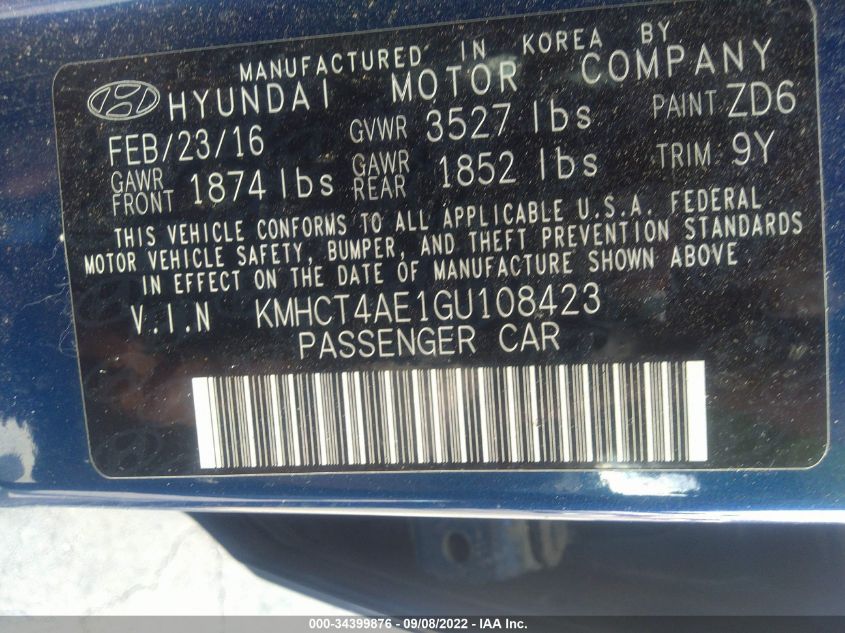 MANUFACTURED IN KOREA BY
HYUNDAI MOTOR COMPANY
FEB/23/16 GVWR 3527 lbs PAINT ZD6
GAWR FRONT 1874 lbs GAWR REAR 1852 lbs TRIM 9Y
THIS VEHICLE CONFORMS TO ALL APPLICABLE U.S.A. FEDERAL
MOTOR VEHICLE SAFETY, BUMPER, AND THEFT PREVENTION STANDARDS
IN EFFECT ON THE DATE OF MANUFACTURE SHOWN ABOVE
V.I.N KMHCT4AE1GU108423
PASSENGER CAR
000-34399876 - 09/08/2022 - IAA Inc.